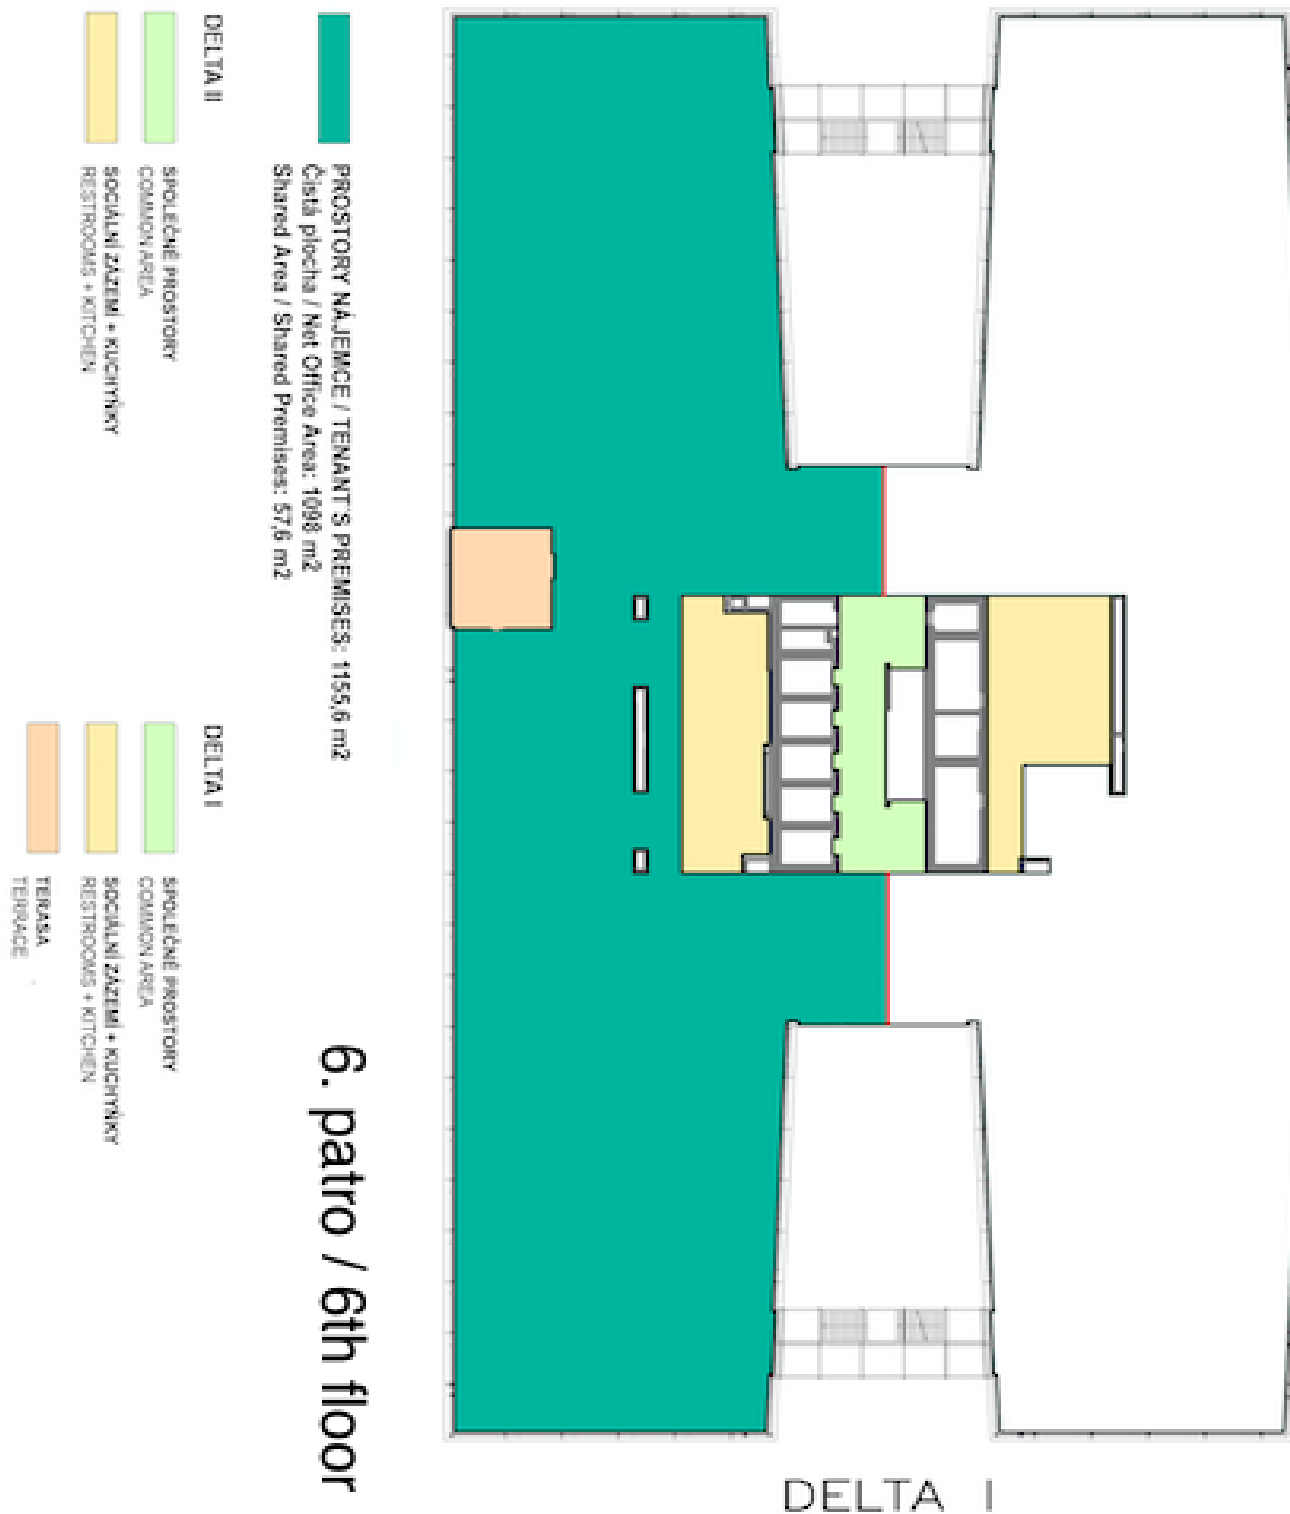 PROSTORY NÁJEMCE / TENANT'S PREMISES: 1155,6 m2
Čistá plocha / Net Office Area: 1098 m2
Shared Area / Shared Premises: 57,6 m2
DELTA II
SPOLEČNÉ PROSTORY
COMMON AREA
SOCIÁLNÍ ZÁZEMÍ + KUCHYŇKY
RESTROOMS + KITCHEN
DELTA I
SPOLEČNÉ PROSTORY
COMMON AREA
SOCIÁLNÍ ZÁZEMÍ + KUCHYŇKY
RESTROOMS + KITCHEN
TERASA
TERRACE
6. patro / 6th floor
DELTA I